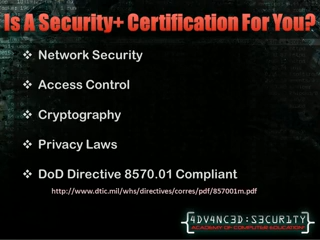 Is A Security+ Certification For You?
❖ Network Security
❖ Access Control
❖ Cryptography
❖ Privacy Laws
❖ DoD Directive 8570.01 Compliant
http://www.dtic.mil/whs/directives/corres/pdf/857001m.pdf
4DV4NC3D:S3CUR1TY
ACADEMY OF COMPUTER EDUCATION